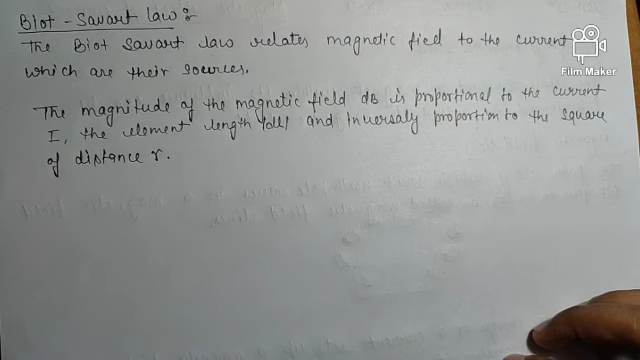 Biot - Savart law :
The Biot Savart law relates magnetic field to the current
which are their sources.
The magnitude of the magnetic field dB is proportional to the current
I, the element length |dl| and Inversaly proportion to the square
of distance r.
Film Maker